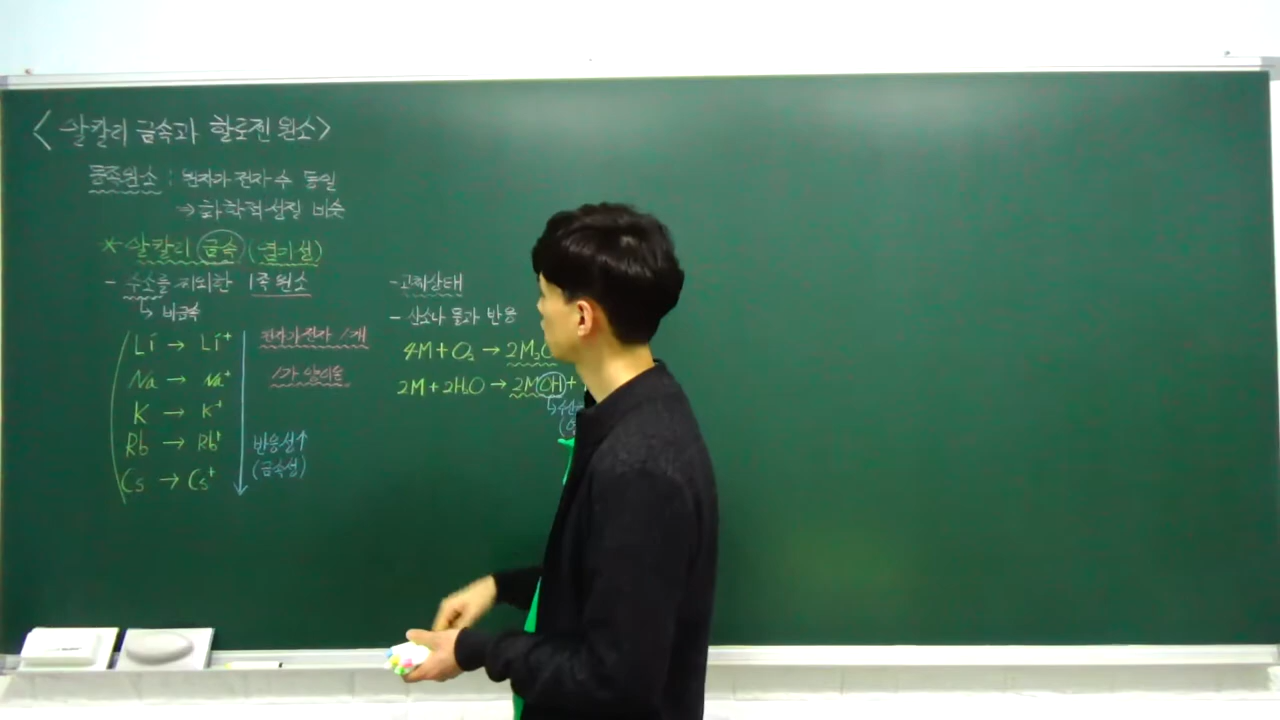 <알칼리 금속과 할로젠 원소>
동족원소 : 원자가 전자 수 동일
⇒ 화학적 성질 비슷
* 알칼리 금속 (염기성)
- 수소를 제외한 1족 원소
↳ 비금속
Li → Li⁺
Na → Na⁺
K → K⁺
Rb → Rb⁺
Cs → Cs⁺
원자가 전자 1개
1가 양이온
반응성↑
(금속성)
- 고체상태
- 산소나 물과 반응
4M + O₂ → 2M₂O
2M + 2H₂O → 2MOH +